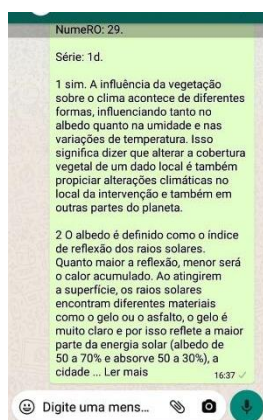 NumeRO: 29.
Série: 1d.
1 sim. A influência da vegetação
sobre o clima acontece de diferentes
formas, influenciando tanto no
albedo quanto na umidade e nas
variações de temperatura. Isso
significa dizer que alterar a cobertura
vegetal de um dado local é também
propiciar alterações climáticas no
local da intervenção e também em
outras partes do planeta.
2 O albedo é definido como o índice
de reflexão dos raios solares.
Quanto maior a reflexão, menor será
o calor acumulado. Ao atingirem
a superfície, os raios solares
encontram diferentes materiais
como o gelo ou o asfalto, o gelo é
muito claro e por isso reflete a maior
parte da energia solar (albedo de
50 a 70% e absorve 50 a 30%), a
cidade ... Ler mais
16:37
Digite uma mens...